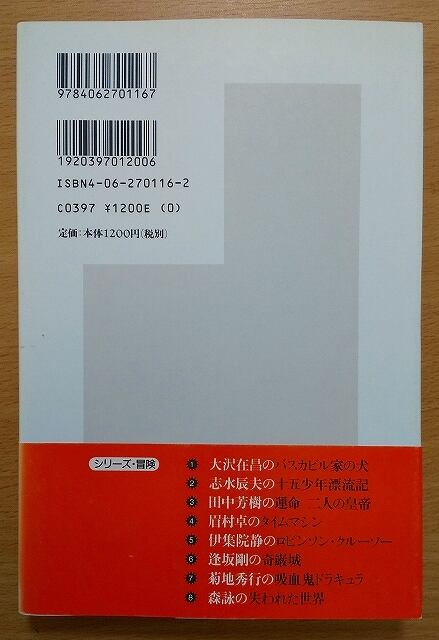 9784062701167
1920397012006
ISBN4-06-270116-2
C0397 ¥1200E (0)
定価:本体1200円(税別)
シリーズ・冒険
1 大沢在昌のバスカビル家の犬
2 志水辰夫の十五少年漂流記
3 田中芳樹の運命 二人の皇帝
4 眉村卓のタイムマシン
5 伊集院静のロビンソン・クルーソー
6 逢坂剛の奇巌城
7 菊地秀行の吸血鬼ドラキュラ
8 森詠の失われた世界